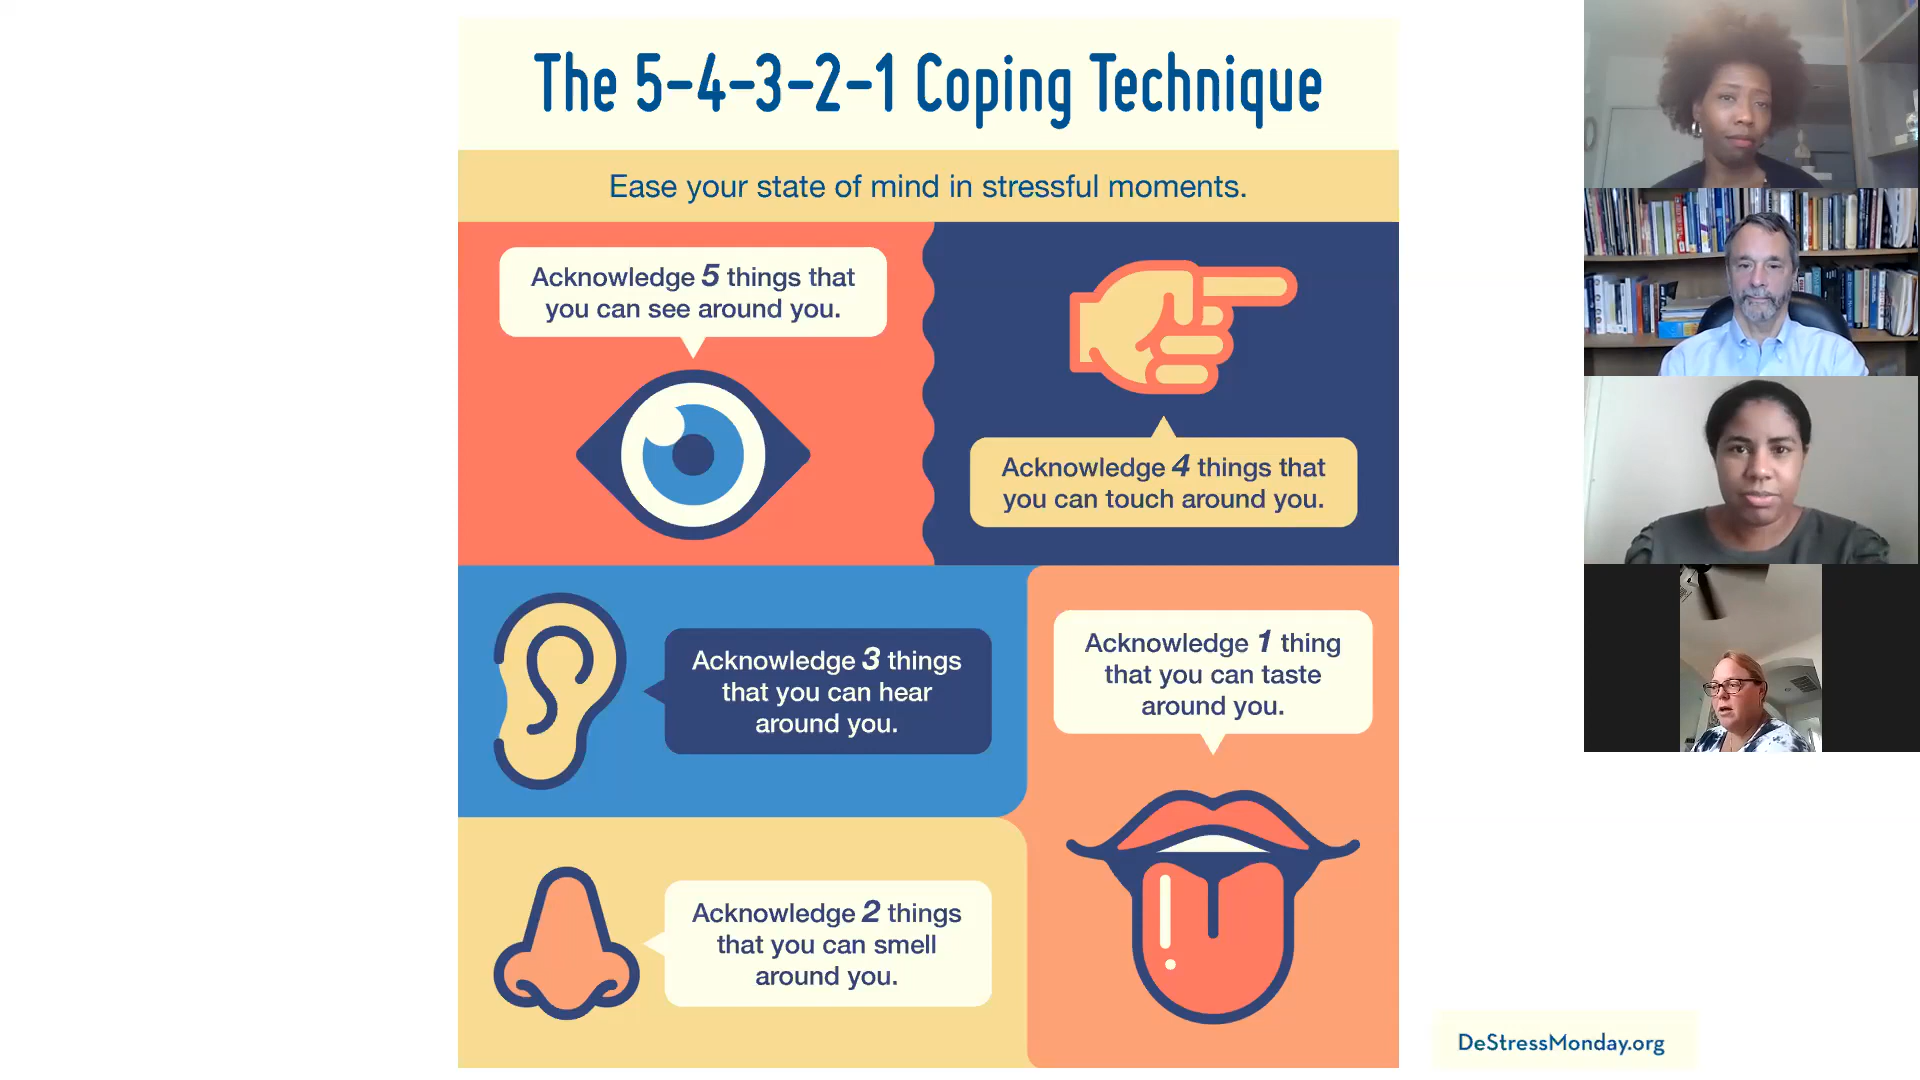 The 5-4-3-2-1 Coping Technique
Ease your state of mind in stressful moments.
Acknowledge 5 things that
you can see around you.
Acknowledge 4 things that
you can touch around you.
Acknowledge 3 things
that you can hear
around you.
Acknowledge 1 thing
that you can taste
around you.
Acknowledge 2 things
that you can smell
around you.
DeStressMonday.org